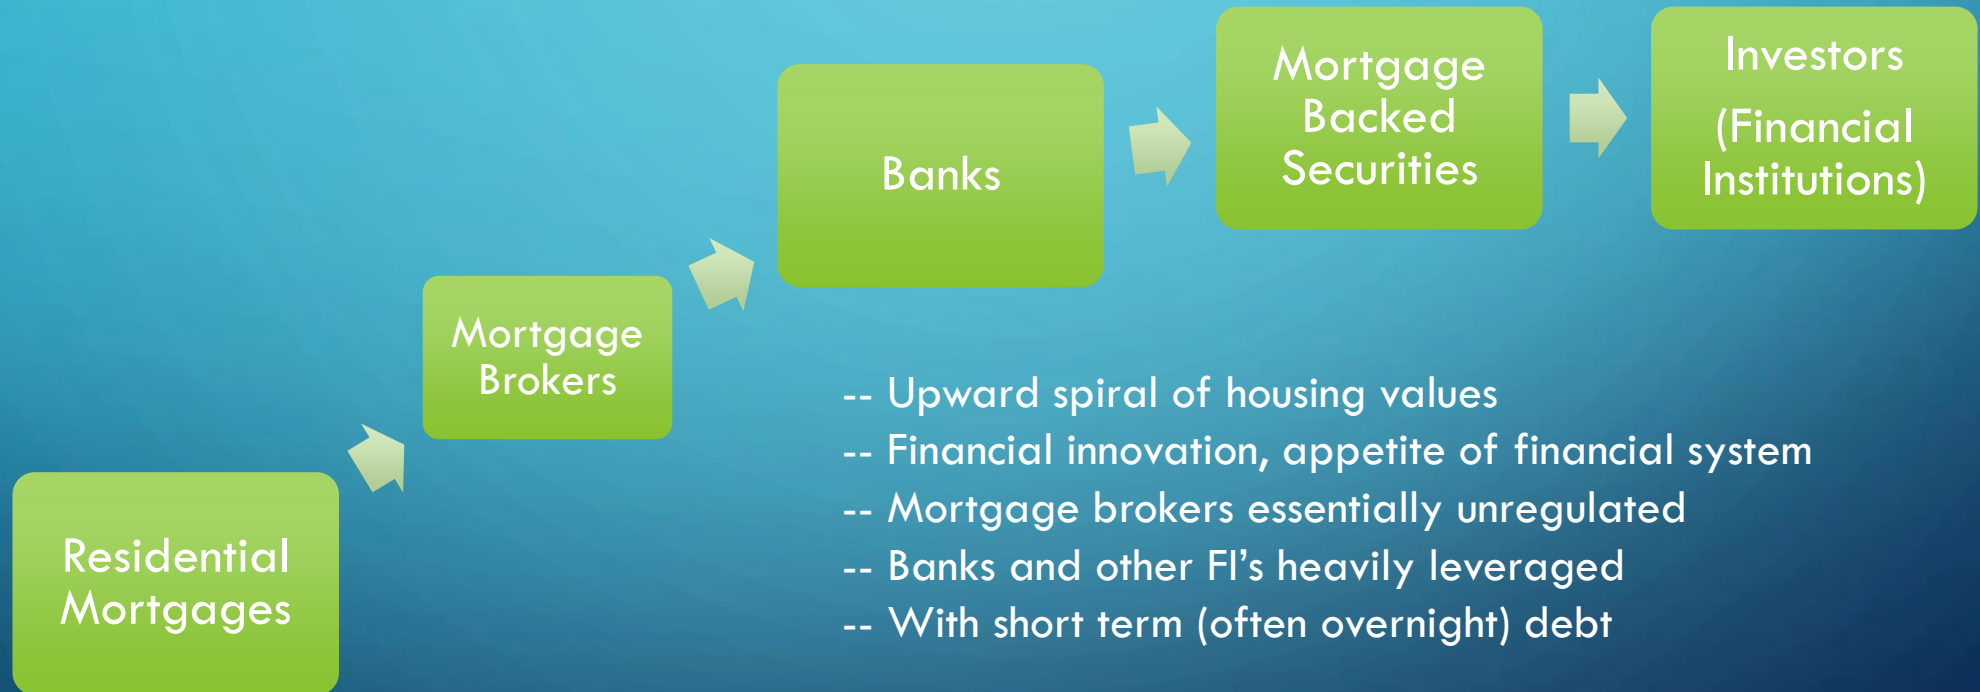 Residential
Mortgages
Mortgage
Brokers
Banks
Mortgage
Backed
Securities
Investors
(Financial
Institutions)
-- Upward spiral of housing values
-- Financial innovation, appetite of financial system
-- Mortgage brokers essentially unregulated
-- Banks and other FI’s heavily leveraged
-- With short term (often overnight) debt